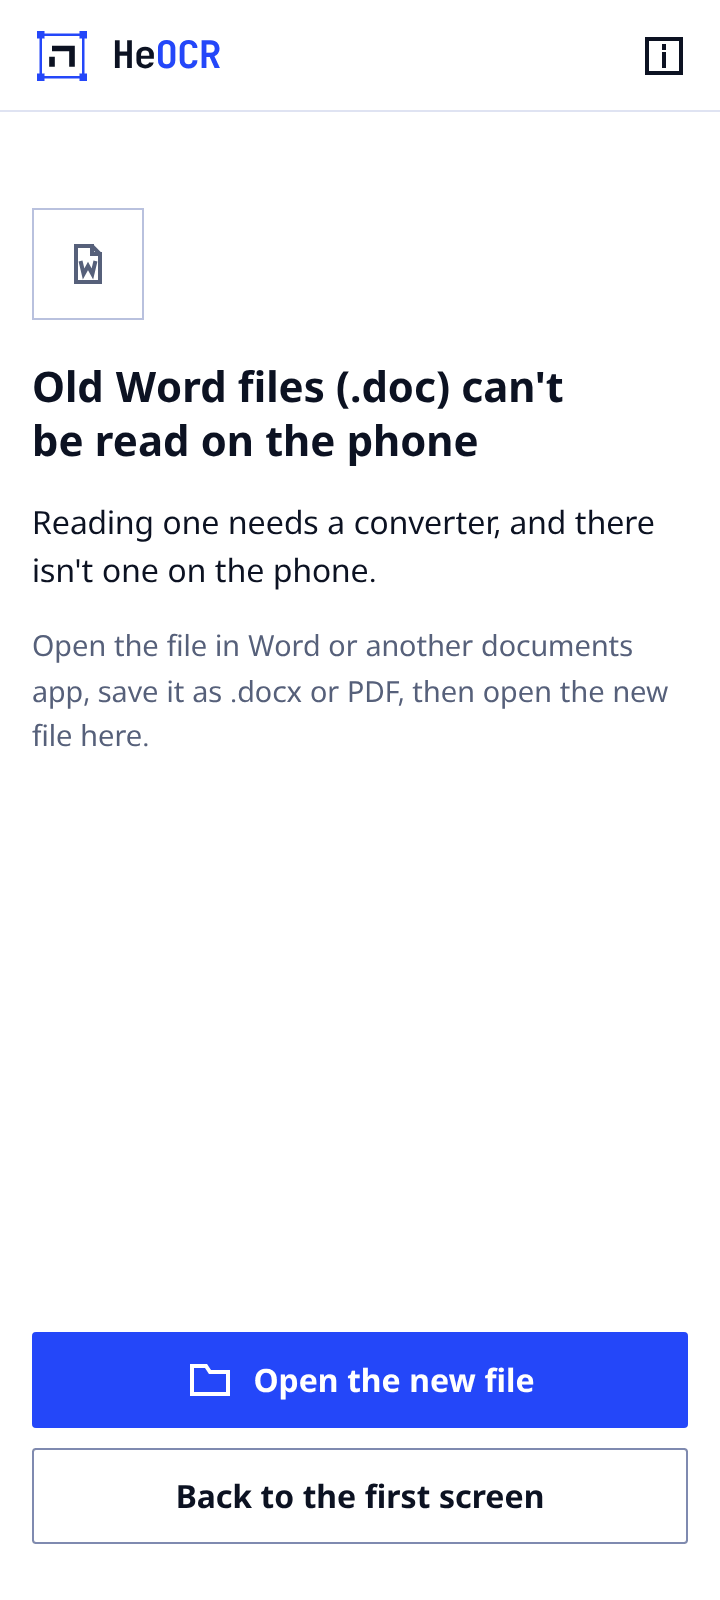 HeOCR
Old Word files (.doc) can't
be read on the phone
Reading one needs a converter, and there
isn't one on the phone.
Open the file in Word or another documents
app, save it as .docx or PDF, then open the new
file here.
Open the new file
Back to the first screen